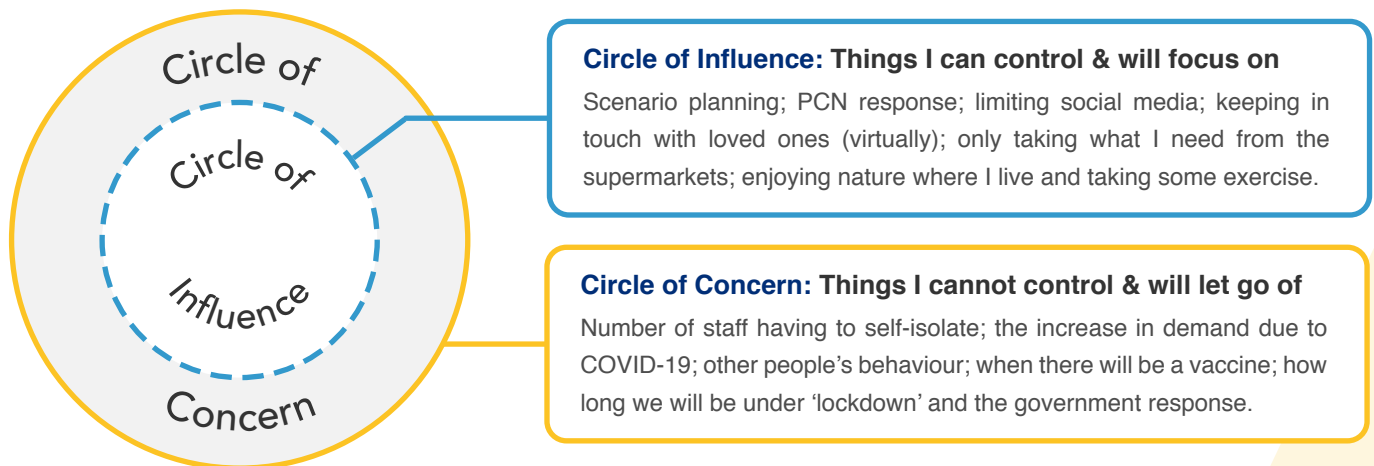 Circle of
Circle of
Influence
Concern
Circle of Influence: Things I can control & will focus on
Scenario planning; PCN response; limiting social media; keeping in
touch with loved ones (virtually); only taking what I need from the
supermarkets; enjoying nature where I live and taking some exercise.
Circle of Concern: Things I cannot control & will let go of
Number of staff having to self-isolate; the increase in demand due to
COVID-19; other people’s behaviour; when there will be a vaccine; how
long we will be under ‘lockdown’ and the government response.